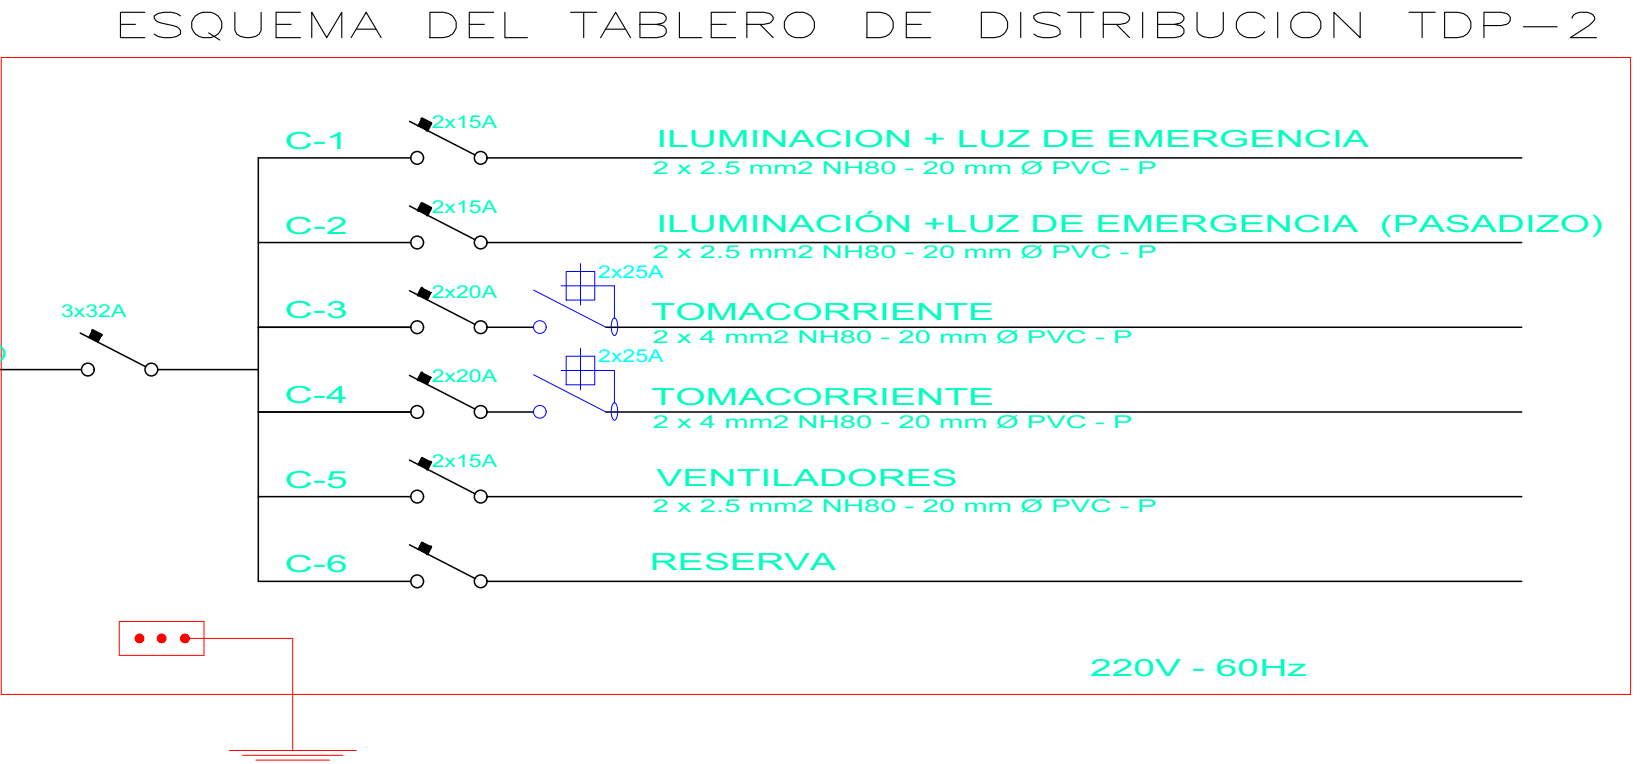 ESQUEMA DEL TABLERO DE DISTRIBUCION TDP-2
C-1
2x15A
ILUMINACION + LUZ DE EMERGENCIA
2 x 2.5 mm2 NH80 - 20 mm Ø PVC - P
C-2
2x15A
ILUMINACIÓN +LUZ DE EMERGENCIA (PASADIZO)
2 x 2.5 mm2 NH80 - 20 mm Ø PVC - P
3x32A
C-3
2x20A
2x25A
TOMACORRIENTE
2 x 4 mm2 NH80 - 20 mm Ø PVC - P
C-4
2x20A
2x25A
TOMACORRIENTE
2 x 4 mm2 NH80 - 20 mm Ø PVC - P
C-5
2x15A
VENTILADORES
2 x 2.5 mm2 NH80 - 20 mm Ø PVC - P
C-6
RESERVA
220V - 60Hz